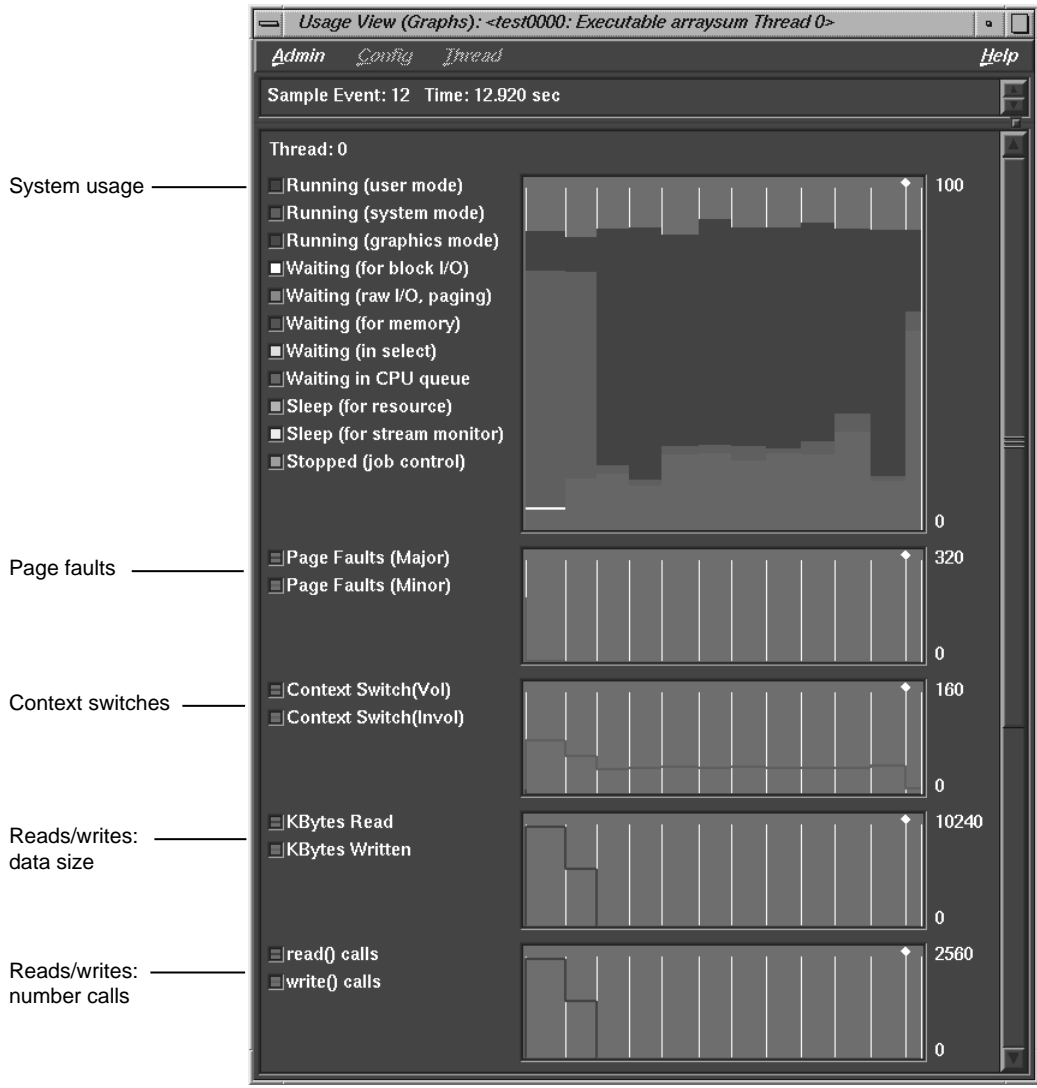 Usage View (Graphs): <test0000: Executable arraysum Thread 0>
Admin Config Thread Help
Sample Event: 12 Time: 12.920 sec
Thread: 0
System usage
Running (user mode)
100
Running (system mode)
Running (graphics mode)
Waiting (for block I/O)
Waiting (raw I/O, paging)
Waiting (for memory)
Waiting (in select)
Waiting in CPU queue
Sleep (for resource)
Sleep (for stream monitor)
Stopped (job control)
0
Page faults
Page Faults (Major)
320
Page Faults (Minor)
0
Context switches
Context Switch(Vol)
160
Context Switch(Invol)
0
Reads/writes:
data size
KBytes Read
10240
KBytes Written
0
Reads/writes:
number calls
read() calls
2560
write() calls
0